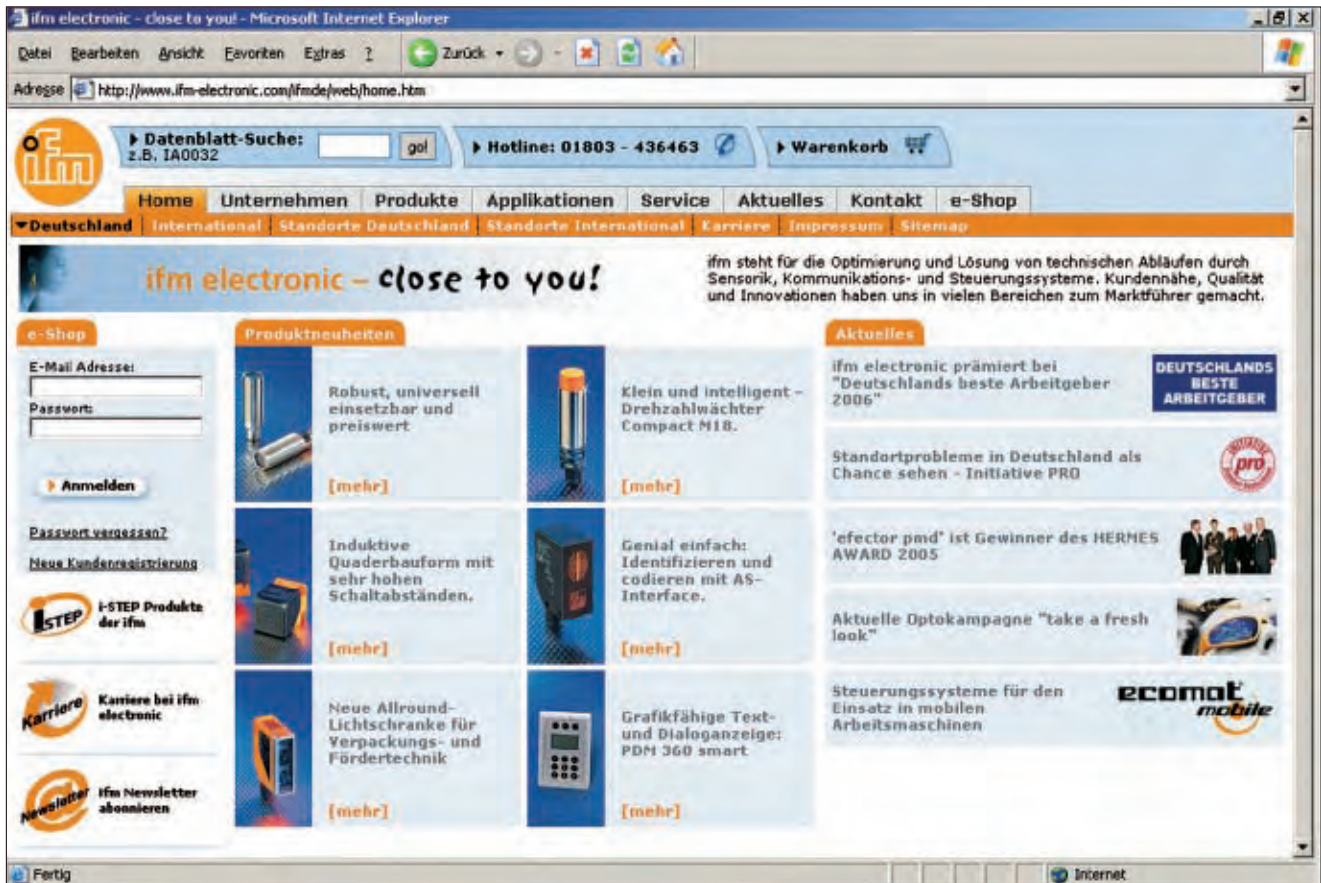 ifm electronic - close to you! - Microsoft Internet Explorer
Datei Bearbeiten Ansicht Favoriten Extras ?
Zurück
Adresse http://www.ifm-electronic.com/ifmde/web/home.htm
ifm
Datenblatt-Suche:
z.B. IA0032
go!
Hotline: 01803 - 436463
Warenkorb
Home Unternehmen Produkte Applikationen Service Aktuelles Kontakt e-Shop
Deutschland International Standorte Deutschland Standorte International Karriere Impressum Sitemap
ifm electronic – close to you!
ifm steht für die Optimierung und Lösung von technischen Abläufen durch
Sensorik, Kommunikations- und Steuerungssysteme. Kundennähe, Qualität
und Innovationen haben uns in vielen Bereichen zum Marktführer gemacht.
e-Shop
E-Mail Adresse:
Passwort:
Anmelden
Passwort vergessen?
Neue Kundenregistrierung
iSTEP
i-STEP Produkte
der ifm
Karriere
Karriere bei ifm
electronic
Newsletter
ifm Newsletter
abonnieren
Produktneuheiten
Robust, universell
einsetzbar und
preiswert
[mehr]
Klein und intelligent –
Drehzahlwächter
Compact M18.
[mehr]
Induktive
Quaderbauform mit
sehr hohen
Schaltabständen.
[mehr]
Genial einfach:
Identifizieren und
codieren mit AS-
Interface.
[mehr]
Neue Allround-
Lichtschranke für
Verpackungs- und
Fördertechnik
[mehr]
Grafikfähige Text-
und Dialoganzeige:
PDM 360 smart
[mehr]
Aktuelles
ifm electronic prämiert bei
"Deutschlands beste Arbeitgeber
2006"
DEUTSCHLANDS
BESTE
ARBEITGEBER
Standortprobleme in Deutschland als
Chance sehen - Initiative PRO
pro
'efector pmd' ist Gewinner des HERMES
AWARD 2005
Aktuelle Optokampagne "take a fresh
look"
Steuerungssysteme für den
Einsatz in mobilen
Arbeitsmaschinen
ecomat
mobile
Fertig
Internet